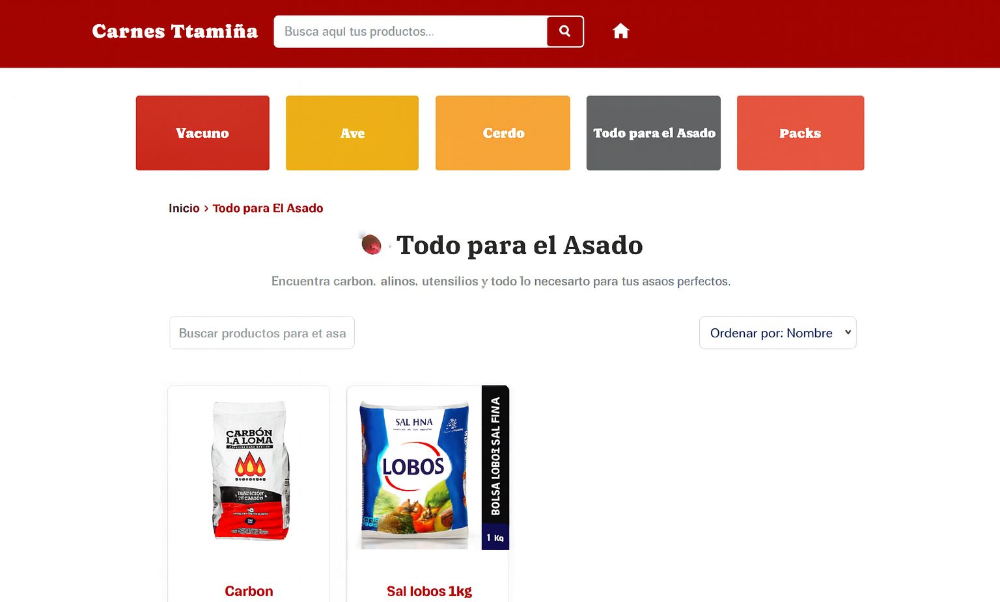 Carnes Ttamiña
Busca aquí tus productos...
Vacuno
Ave
Cerdo
Todo para el Asado
Packs
Inicio › Todo para El Asado
Todo para el Asado
Encuentra carbon. alinos. utensilios y todo lo necesarto para tus asaos perfectos.
Buscar productos para et asa
Ordenar por: Nombre
CARBÓN
LA LOMA
TRADICIÓN
SAL HNA
LOBOS
BOLSA LOBOZ SAL FINA
1 Kg
Carbon
Sal lobos 1kg